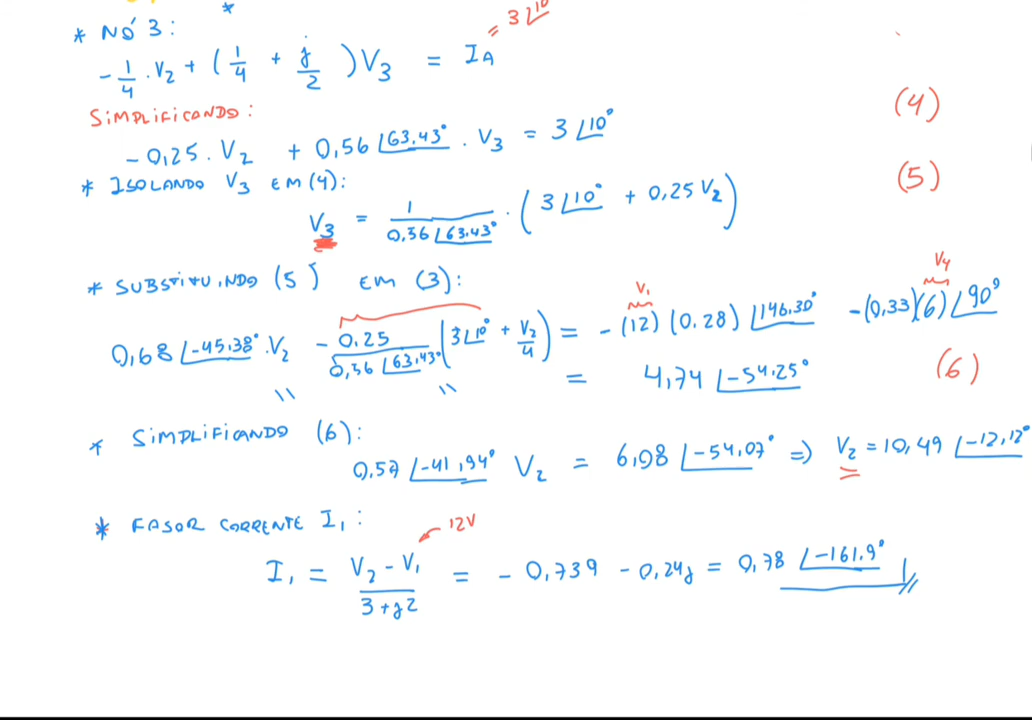 * NÓ 3:
-1/4 . V2 + (1/4 + j/2) V3 = IA = 3∠10
SIMPLIFICANDO: (4)
-0,25 . V2 + 0,56∠63,43° . V3 = 3∠10°
* ISOLANDO V3 EM (4): (5)
V3 = 1/0,56∠63,43° . (3∠10° + 0,25 V2)
* SUBSTITUINDO (5) EM (3):
V1 V4
0,68∠-45,38° . V2 - 0.25/0,56∠63,43° (3∠10° + V2/4) = -(12)(0.28)∠146,30° -(0,33)(6)∠90°
" " = 4,74∠-54,25° (6)
* SIMPLIFICANDO (6):
0,57∠-41,94° V2 = 6,08∠-54,07° => V2 = 10,49∠-12,12°
* FASOR CORRENTE I1:
12V
I1 = V2 - V1/3+j2 = -0,739 - 0,24j = 0,78∠-161.9°